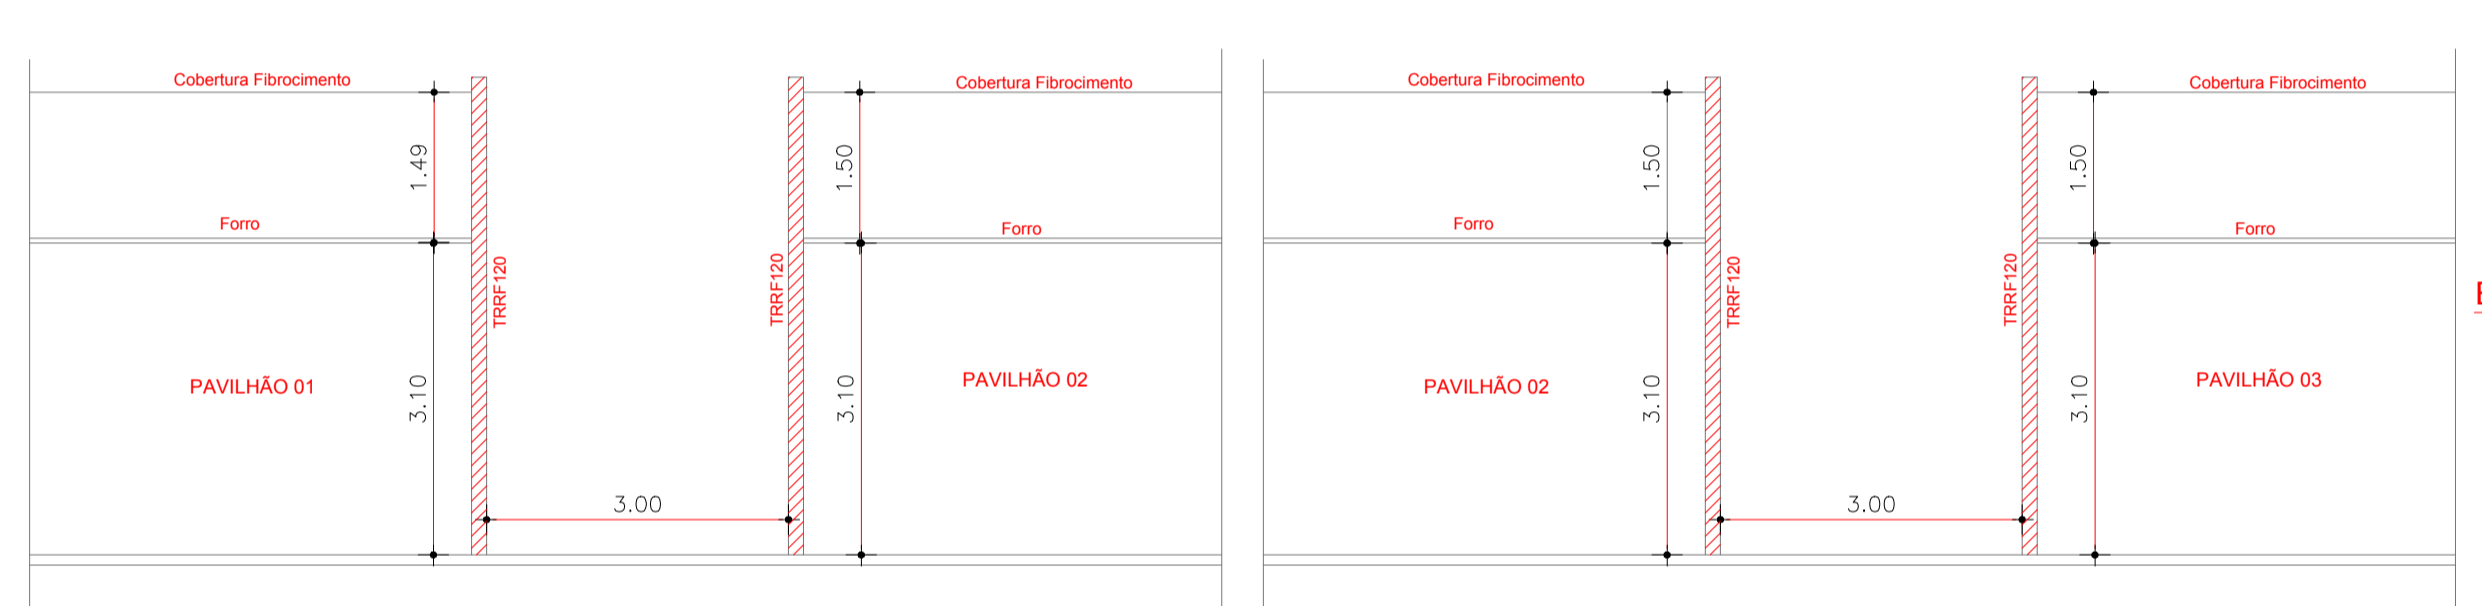 Cobertura Fibrocimento
Cobertura Fibrocimento
1.49
1.50
Forro
Forro
TRRF120
TRRF120
PAVILHÃO 01
3.10
3.10
PAVILHÃO 02
3.00
Cobertura Fibrocimento
Cobertura Fibrocimento
1.50
1.50
Forro
Forro
TRRF120
TRRF120
PAVILHÃO 02
3.10
3.10
PAVILHÃO 03
3.00